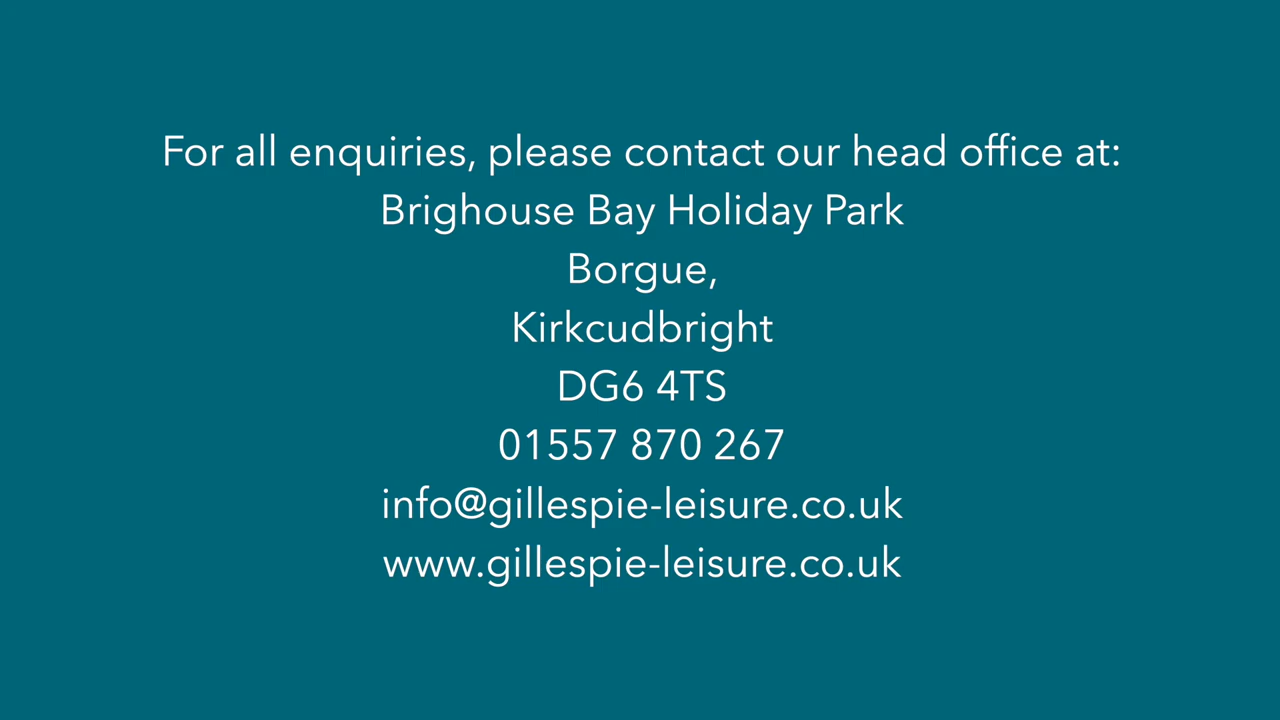 For all enquiries, please contact our head office at:
Brighouse Bay Holiday Park
Borgue,
Kirkcudbright
DG6 4TS
01557 870 267
info@gillespie-leisure.co.uk
www.gillespie-leisure.co.uk